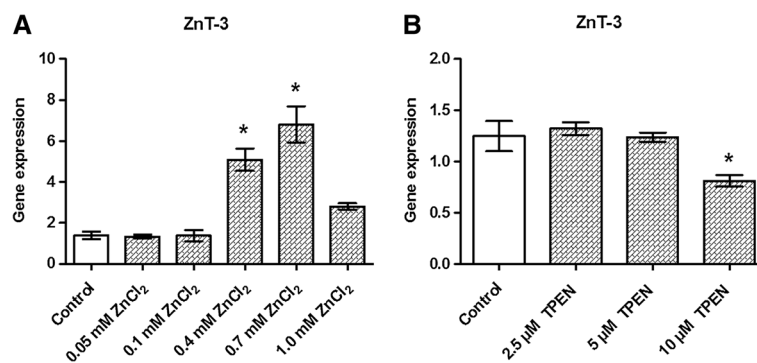 A
ZnT-3
Gene expression
10
8
6
4
2
0
*
*
Control
0.05 mM ZnCl₂
0.1 mM ZnCl₂
0.4 mM ZnCl₂
0.7 mM ZnCl₂
1.0 mM ZnCl₂
B
ZnT-3
Gene expression
2.0
1.5
1.0
0.5
0.0
*
Control
2.5 µM TPEN
5 µM TPEN
10 µM TPEN